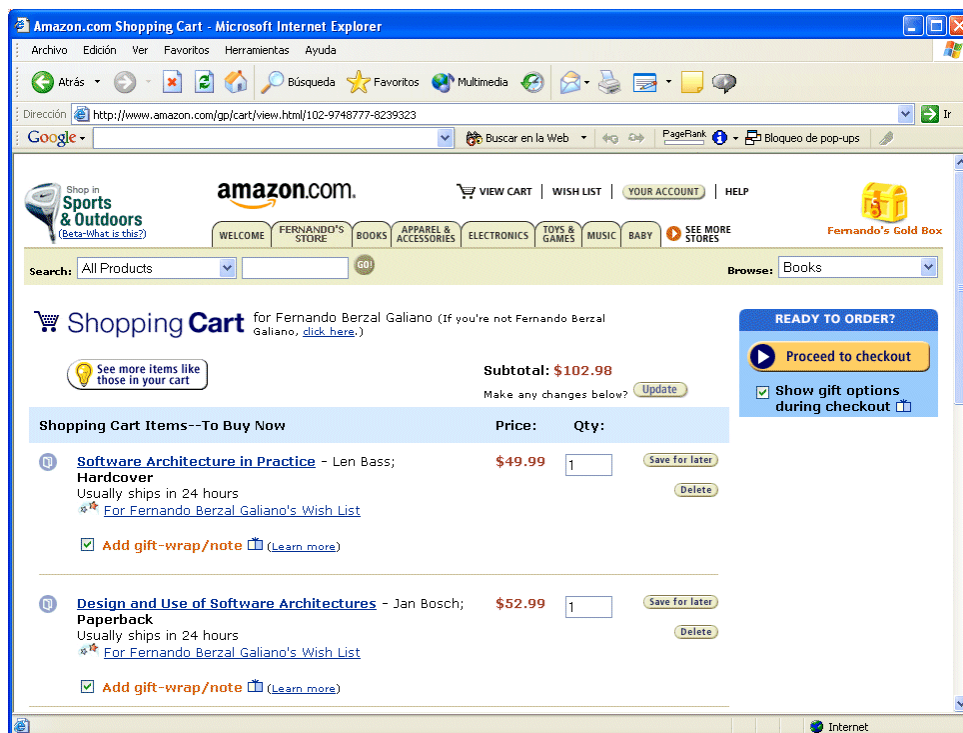 Amazon.com Shopping Cart - Microsoft Internet Explorer
Archivo Edición Ver Favoritos Herramientas Ayuda
Atrás Búsqueda Favoritos Multimedia
Dirección http://www.amazon.com/gp/cart/view.html/102-9748777-8239323 Ir
Google Buscar en la Web PageRank Bloqueo de pop-ups
Shop in
Sports
& Outdoors
(Beta-What is this?)
amazon.com.
VIEW CART | WISH LIST | YOUR ACCOUNT | HELP
WELCOME
FERNANDO'S
STORE
BOOKS
APPAREL &
ACCESSORIES
ELECTRONICS
TOYS &
GAMES
MUSIC
BABY
SEE MORE
STORES
Fernando's Gold Box
Search: All Products GO!
Browse: Books
Shopping Cart for Fernando Berzal Galiano (If you're not Fernando Berzal
Galiano, click here.)
READY TO ORDER?
Proceed to checkout
Show gift options
during checkout
See more items like
those in your cart
Subtotal: $102.98
Make any changes below? Update
Shopping Cart Items--To Buy Now Price: Qty:
Software Architecture in Practice - Len Bass; $49.99 1 Save for later
Hardcover
Usually ships in 24 hours Delete
For Fernando Berzal Galiano's Wish List
Add gift-wrap/note (Learn more)
Design and Use of Software Architectures - Jan Bosch; $52.99 1 Save for later
Paperback
Usually ships in 24 hours Delete
For Fernando Berzal Galiano's Wish List
Add gift-wrap/note (Learn more)
Internet